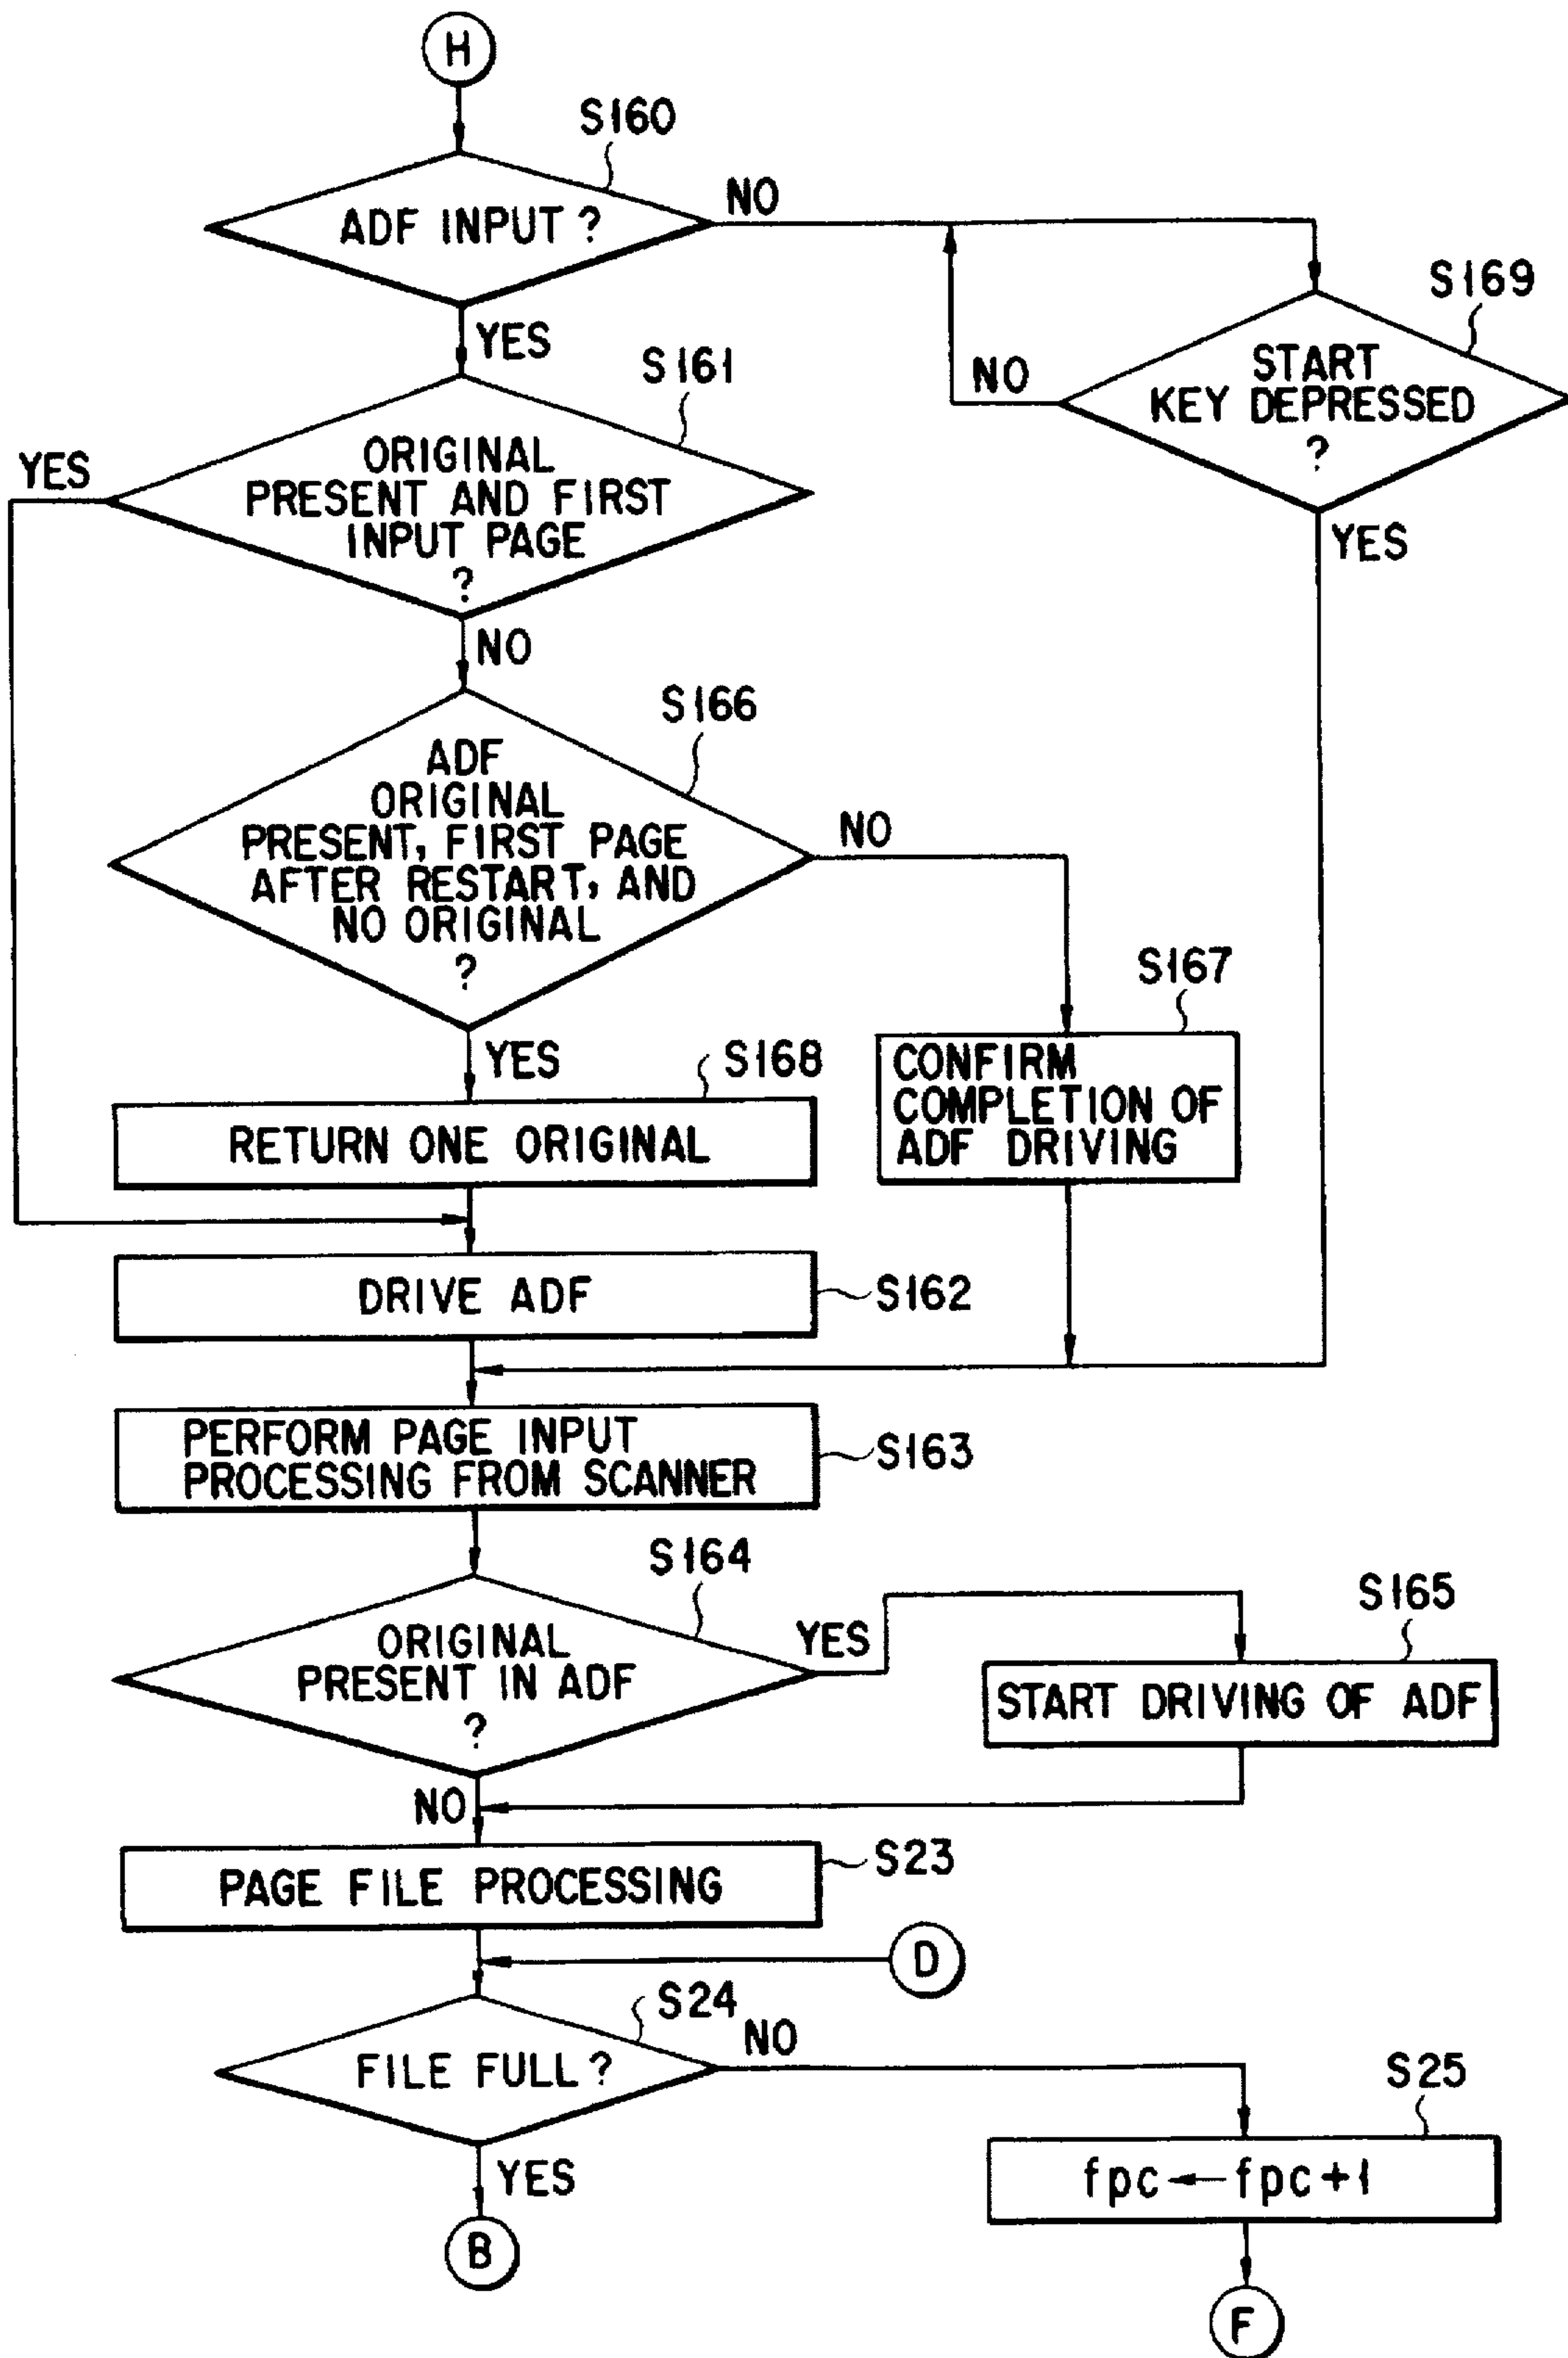 H
S160
ADF INPUT ?
NO
YES
S169
START
KEY DEPRESSED
?
NO
YES
S161
ORIGINAL
PRESENT AND FIRST
INPUT PAGE
?
YES
NO
S166
ADF
ORIGINAL
PRESENT, FIRST PAGE
AFTER RESTART, AND
NO ORIGINAL
?
NO
YES
S167
CONFIRM
COMPLETION OF
ADF DRIVING
S168
RETURN ONE ORIGINAL
DRIVE ADF
S162
PERFORM PAGE INPUT
PROCESSING FROM SCANNER
S163
S164
ORIGINAL
PRESENT IN ADF
?
YES
S165
START DRIVING OF ADF
NO
PAGE FILE PROCESSING
S23
D
S24
FILE FULL ?
NO
S25
fpc ← fpc + 1
YES
B
F